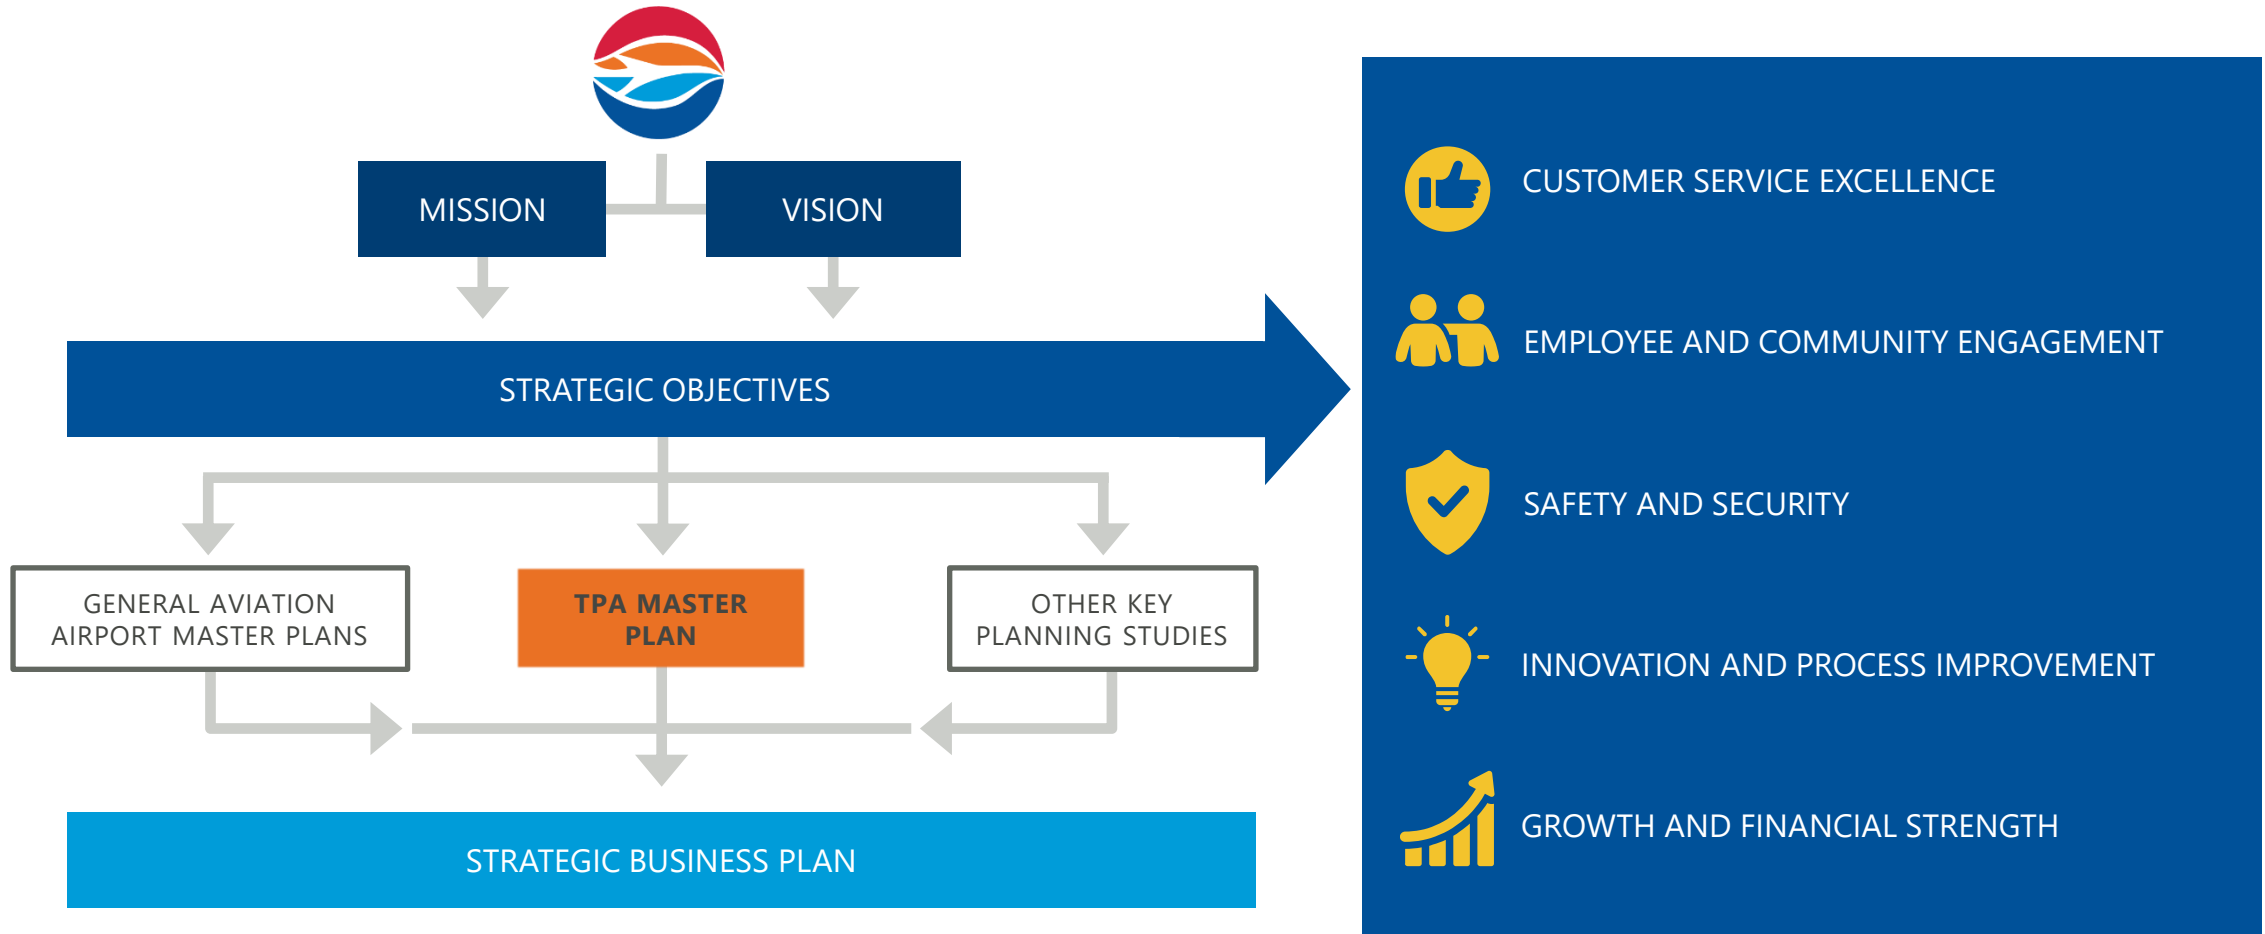 MISSION
VISION
STRATEGIC OBJECTIVES
GENERAL AVIATION
AIRPORT MASTER PLANS
TPA MASTER
PLAN
OTHER KEY
PLANNING STUDIES
STRATEGIC BUSINESS PLAN
CUSTOMER SERVICE EXCELLENCE
EMPLOYEE AND COMMUNITY ENGAGEMENT
SAFETY AND SECURITY
INNOVATION AND PROCESS IMPROVEMENT
GROWTH AND FINANCIAL STRENGTH